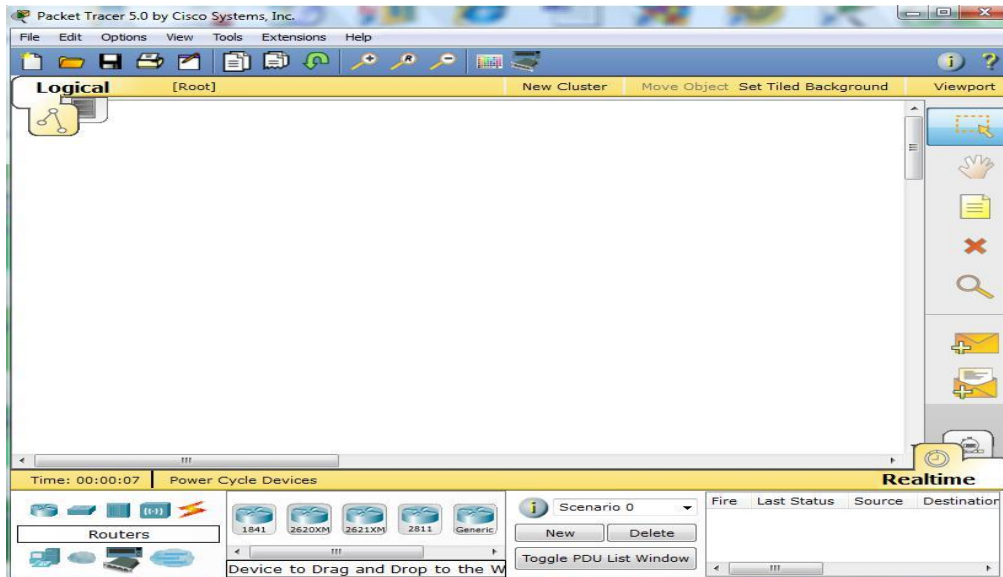 Packet Tracer 5.0 by Cisco Systems, Inc.
File Edit Options View Tools Extensions Help
Logical [Root] New Cluster Move Object Set Tiled Background Viewport
Time: 00:00:07 Power Cycle Devices Realtime
Routers
1841 2620XM 2621XM 2811 Generic
Device to Drag and Drop to the W
Scenario 0
New Delete
Toggle PDU List Window
Fire Last Status Source Destination